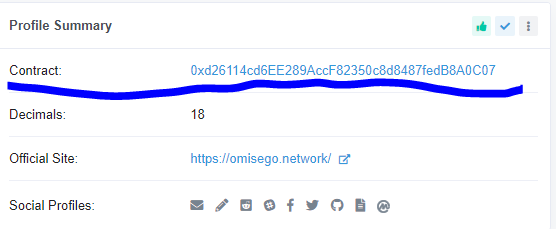 Profile Summary
Contract: 0xd26114cd6EE289AccF82350c8d8487fedB8A0C07
Decimals: 18
Official Site: https://omisego.network/
Social Profiles: